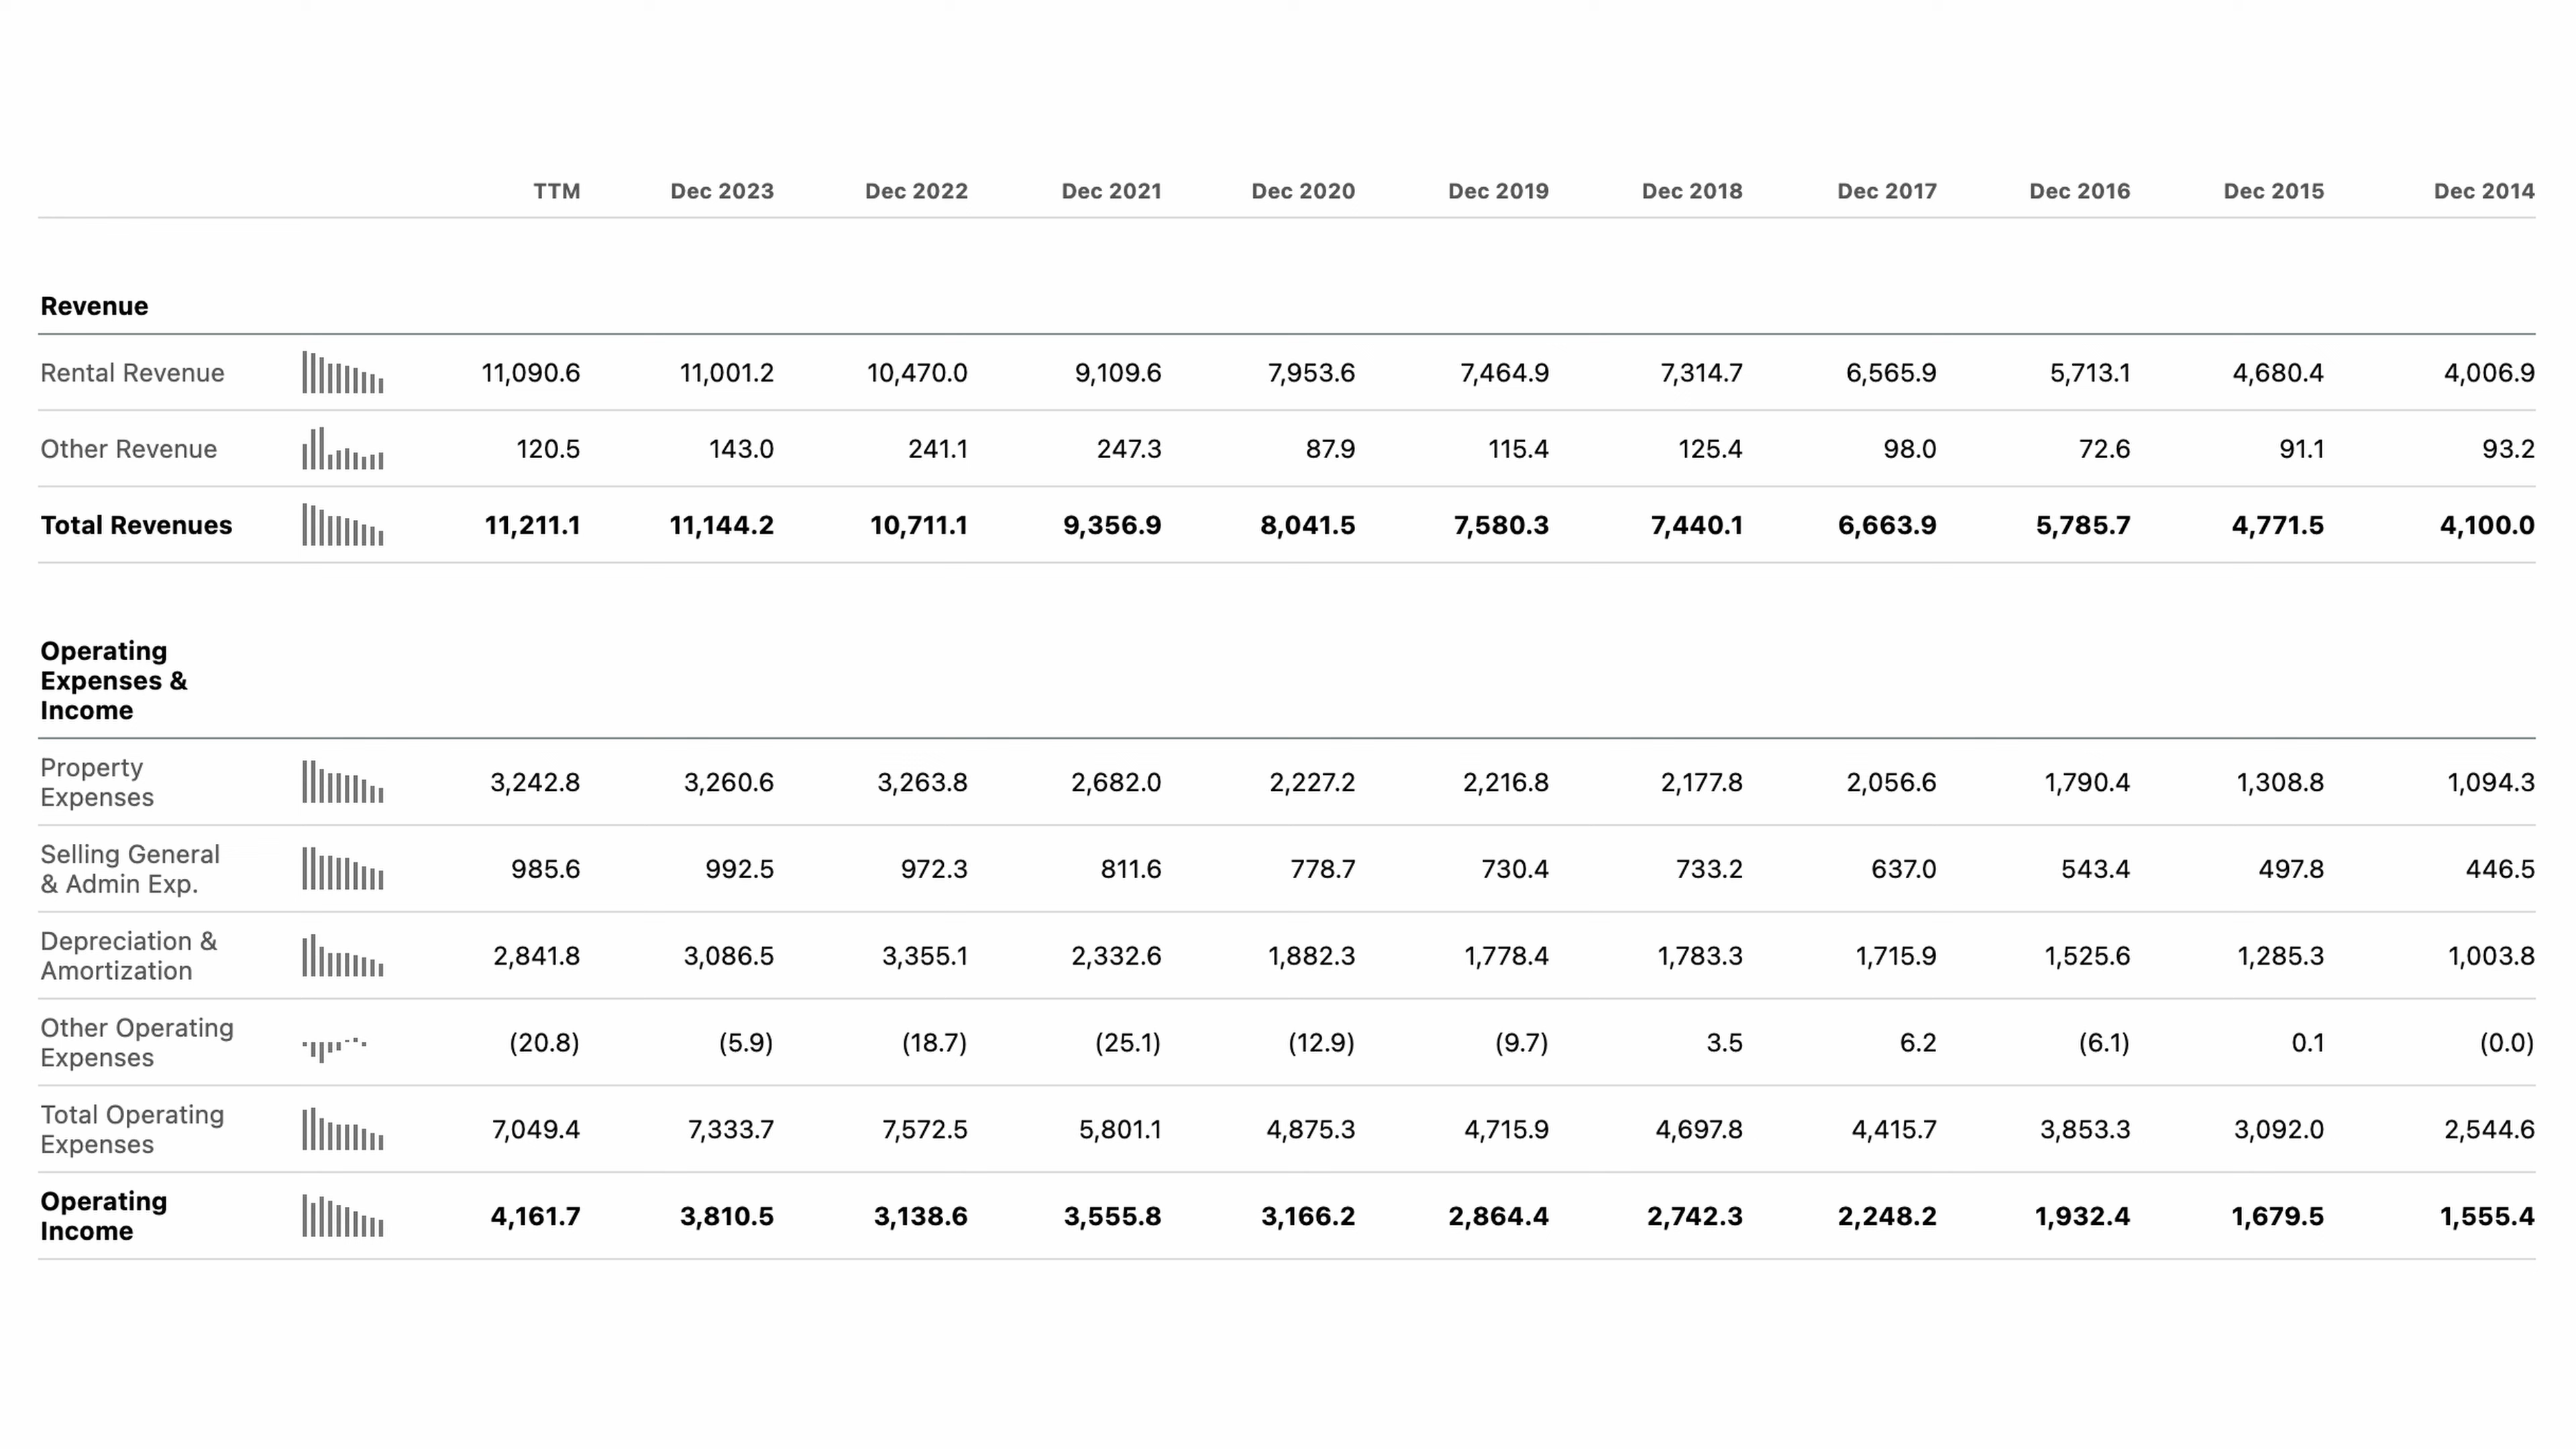 TTM Dec 2023 Dec 2022 Dec 2021 Dec 2020 Dec 2019 Dec 2018 Dec 2017 Dec 2016 Dec 2015 Dec 2014
Revenue
Rental Revenue 11,090.6 11,001.2 10,470.0 9,109.6 7,953.6 7,464.9 7,314.7 6,565.9 5,713.1 4,680.4 4,006.9
Other Revenue 120.5 143.0 241.1 247.3 87.9 115.4 125.4 98.0 72.6 91.1 93.2
Total Revenues 11,211.1 11,144.2 10,711.1 9,356.9 8,041.5 7,580.3 7,440.1 6,663.9 5,785.7 4,771.5 4,100.0
Operating
Expenses &
Income
Property
Expenses 3,242.8 3,260.6 3,263.8 2,682.0 2,227.2 2,216.8 2,177.8 2,056.6 1,790.4 1,308.8 1,094.3
Selling General
& Admin Exp. 985.6 992.5 972.3 811.6 778.7 730.4 733.2 637.0 543.4 497.8 446.5
Depreciation &
Amortization 2,841.8 3,086.5 3,355.1 2,332.6 1,882.3 1,778.4 1,783.3 1,715.9 1,525.6 1,285.3 1,003.8
Other Operating
Expenses (20.8) (5.9) (18.7) (25.1) (12.9) (9.7) 3.5 6.2 (6.1) 0.1 (0.0)
Total Operating
Expenses 7,049.4 7,333.7 7,572.5 5,801.1 4,875.3 4,715.9 4,697.8 4,415.7 3,853.3 3,092.0 2,544.6
Operating
Income 4,161.7 3,810.5 3,138.6 3,555.8 3,166.2 2,864.4 2,742.3 2,248.2 1,932.4 1,679.5 1,555.4